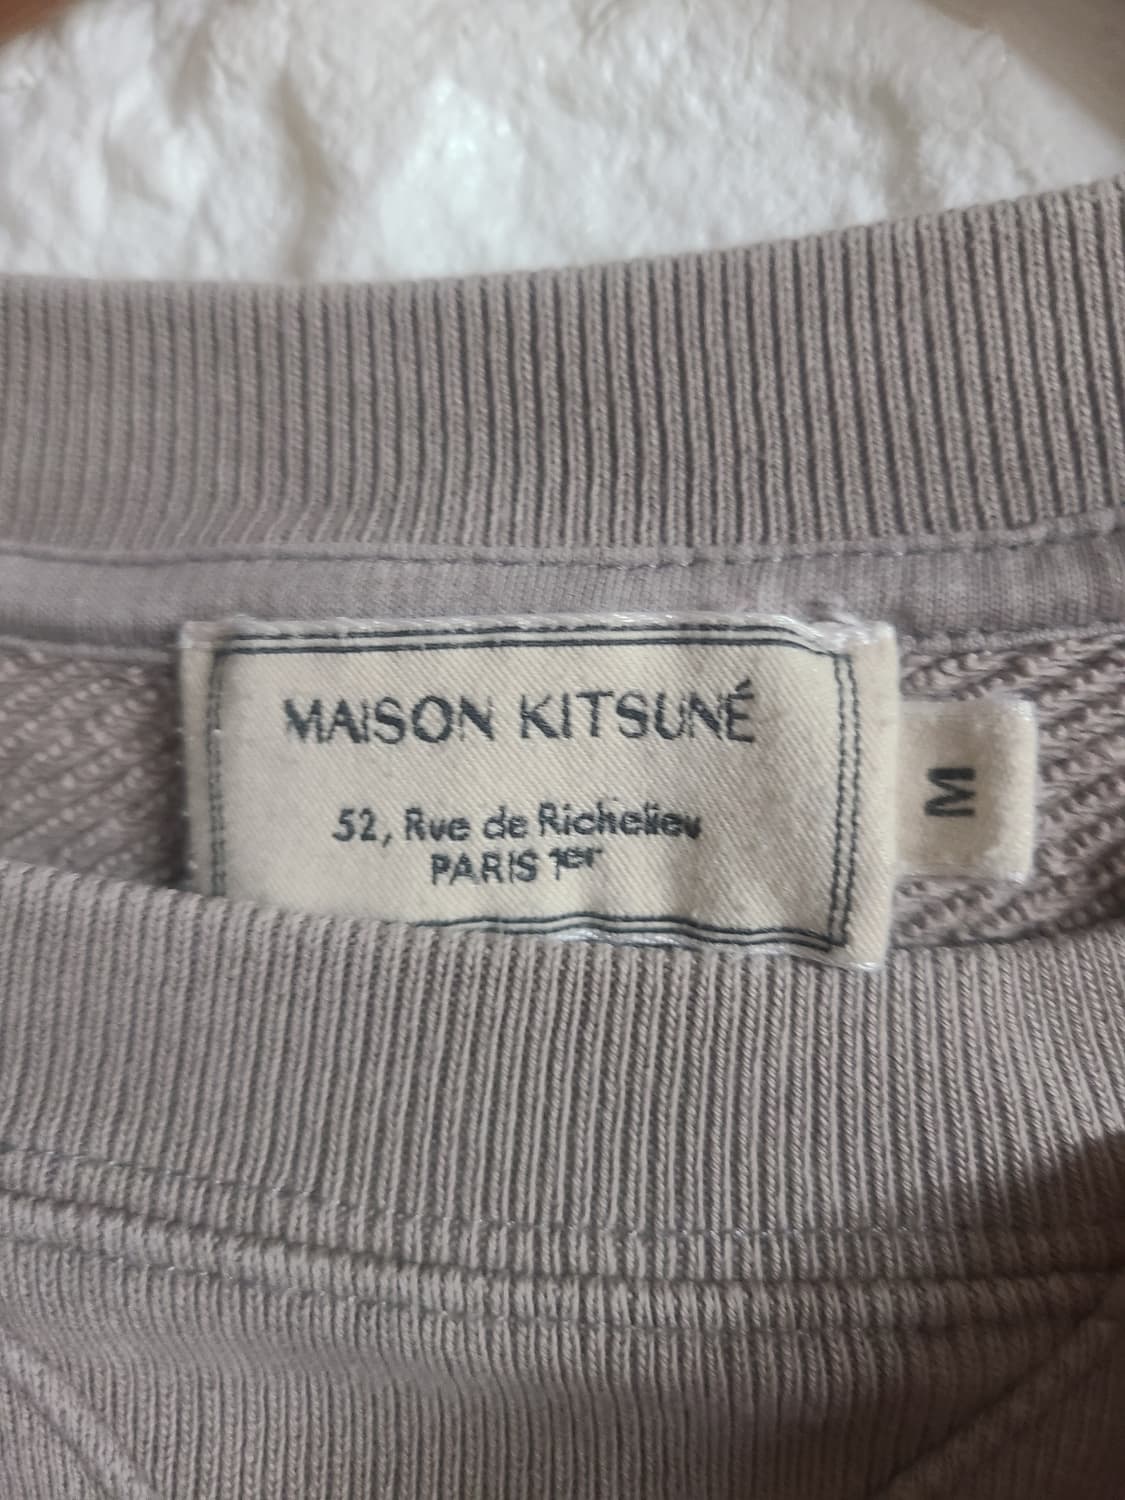 MAISON KITSUNÉ
52, Rue de Richelieu
PARIS 1er
M